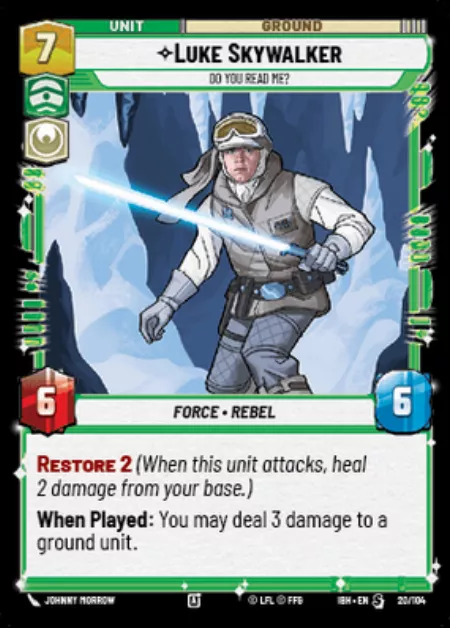 UNIT GROUND
7
LUKE SKYWALKER
DO YOU READ ME?
6 6
FORCE • REBEL
RESTORE 2 (When this unit attacks, heal
2 damage from your base.)
When Played: You may deal 3 damage to a
ground unit.
JOHNNY MORROW A © LFL © FFG IBH • EN S 20/104